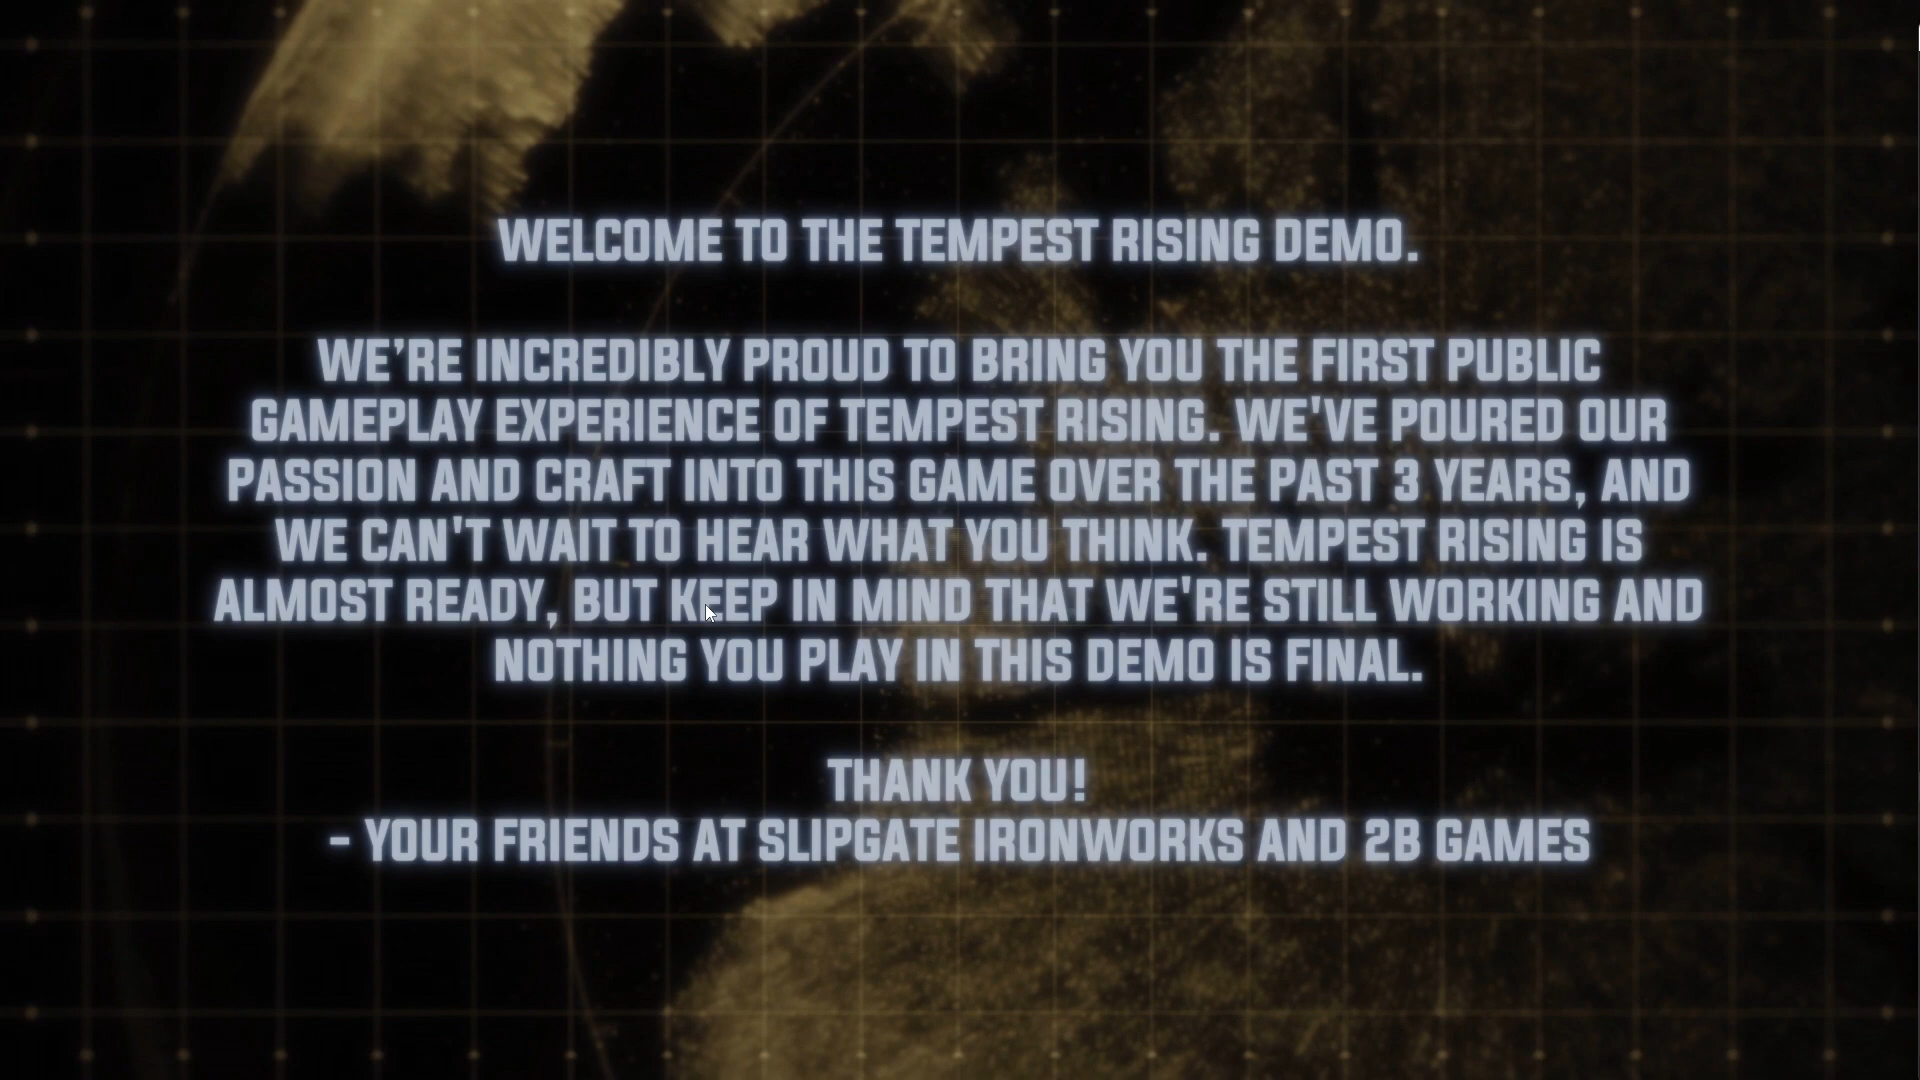 WELCOME TO THE TEMPEST RISING DEMO.
WE’RE INCREDIBLY PROUD TO BRING YOU THE FIRST PUBLIC
GAMEPLAY EXPERIENCE OF TEMPEST RISING. WE'VE POURED OUR
PASSION AND CRAFT INTO THIS GAME OVER THE PAST 3 YEARS, AND
WE CAN'T WAIT TO HEAR WHAT YOU THINK. TEMPEST RISING IS
ALMOST READY, BUT KEEP IN MIND THAT WE'RE STILL WORKING AND
NOTHING YOU PLAY IN THIS DEMO IS FINAL.
THANK YOU!
- YOUR FRIENDS AT SLIPGATE IRONWORKS AND 2B GAMES